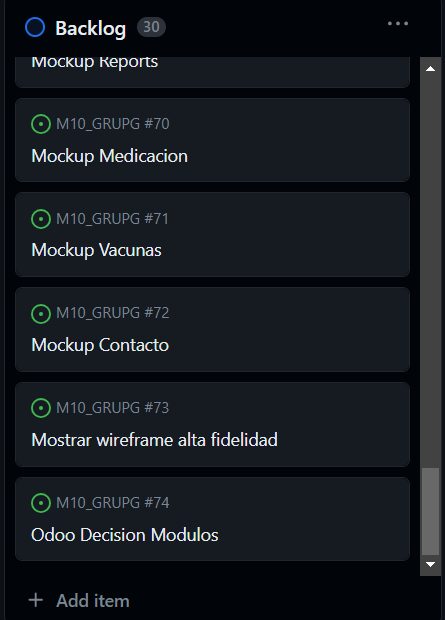 Backlog 30
Mockup Reports
M10_GRUPG #70
Mockup Medicacion
M10_GRUPG #71
Mockup Vacunas
M10_GRUPG #72
Mockup Contacto
M10_GRUPG #73
Mostrar wireframe alta fidelidad
M10_GRUPG #74
Odoo Decision Modulos
Add item